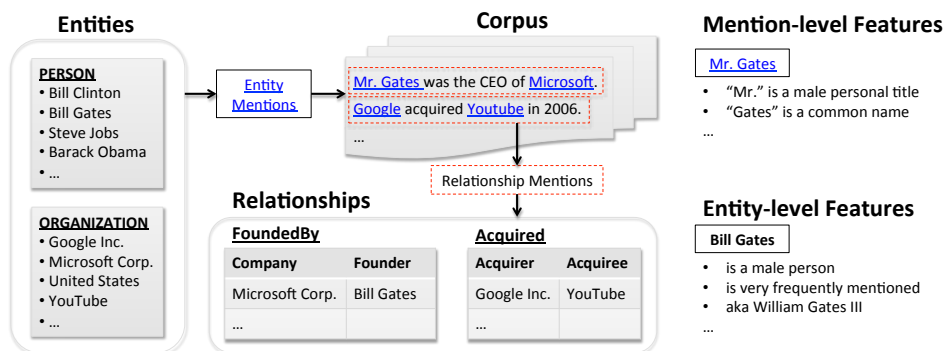 Entities
PERSON
• Bill Clinton
• Bill Gates
• Steve Jobs
• Barack Obama
• ...
ORGANIZATION
• Google Inc.
• Microsoft Corp.
• United States
• YouTube
• ...
Entity
Mentions
Corpus
Mr. Gates was the CEO of Microsoft.
Google acquired Youtube in 2006.
...
Relationship Mentions
Relationships
FoundedBy
Company Founder
Microsoft Corp. Bill Gates
...
Acquired
Acquirer Acquiree
Google Inc. YouTube
...
Mention-level Features
Mr. Gates
• “Mr.” is a male personal title
• “Gates” is a common name
...
Entity-level Features
Bill Gates
• is a male person
• is very frequently mentioned
• aka William Gates III
...